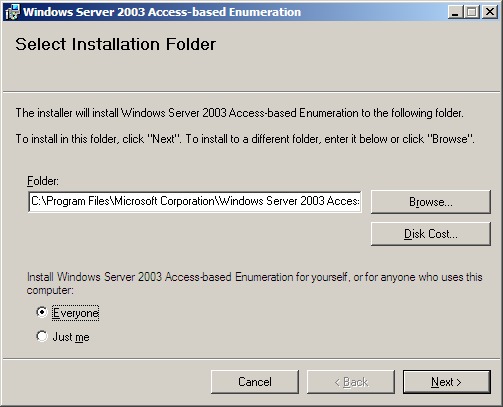 Windows Server 2003 Access-based Enumeration
Select Installation Folder
The installer will install Windows Server 2003 Access-based Enumeration to the following folder.
To install in this folder, click "Next". To install to a different folder, enter it below or click "Browse".
Folder:
C:\Program Files\Microsoft Corporation\Windows Server 2003 Acces
Browse...
Disk Cost...
Install Windows Server 2003 Access-based Enumeration for yourself, or for anyone who uses this
computer:
Everyone
Just me
Cancel
< Back
Next >